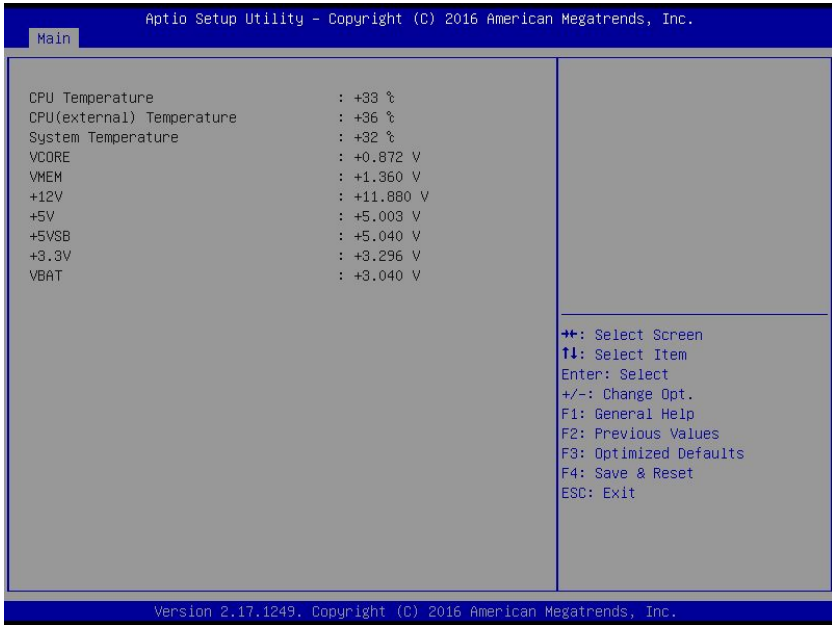 Aptio Setup Utility – Copyright (C) 2016 American Megatrends, Inc.
Main
CPU Temperature : +33 ℃
CPU(external) Temperature : +36 ℃
System Temperature : +32 ℃
VCORE : +0.872 V
VMEM : +1.360 V
+12V : +11.880 V
+5V : +5.003 V
+5VSB : +5.040 V
+3.3V : +3.296 V
VBAT : +3.040 V
→←: Select Screen
↑↓: Select Item
Enter: Select
+/-: Change Opt.
F1: General Help
F2: Previous Values
F3: Optimized Defaults
F4: Save & Reset
ESC: Exit
Version 2.17.1249. Copyright (C) 2016 American Megatrends, Inc.